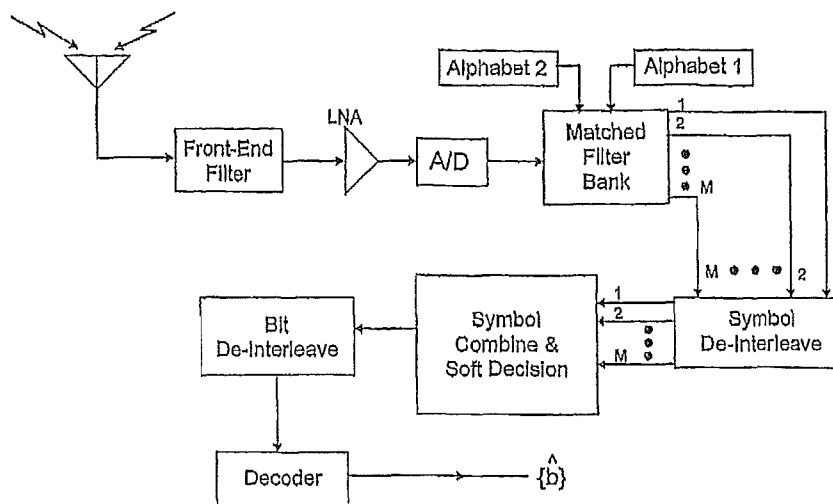 Alphabet 2
Alphabet 1
LNA
Front-End
Filter
A/D
Matched
Filter
Bank
1
2
M
M
2
Bit
De-Interleave
Symbol
Combine &
Soft Decision
1
2
M
Symbol
De-Interleave
Decoder
{b̂}